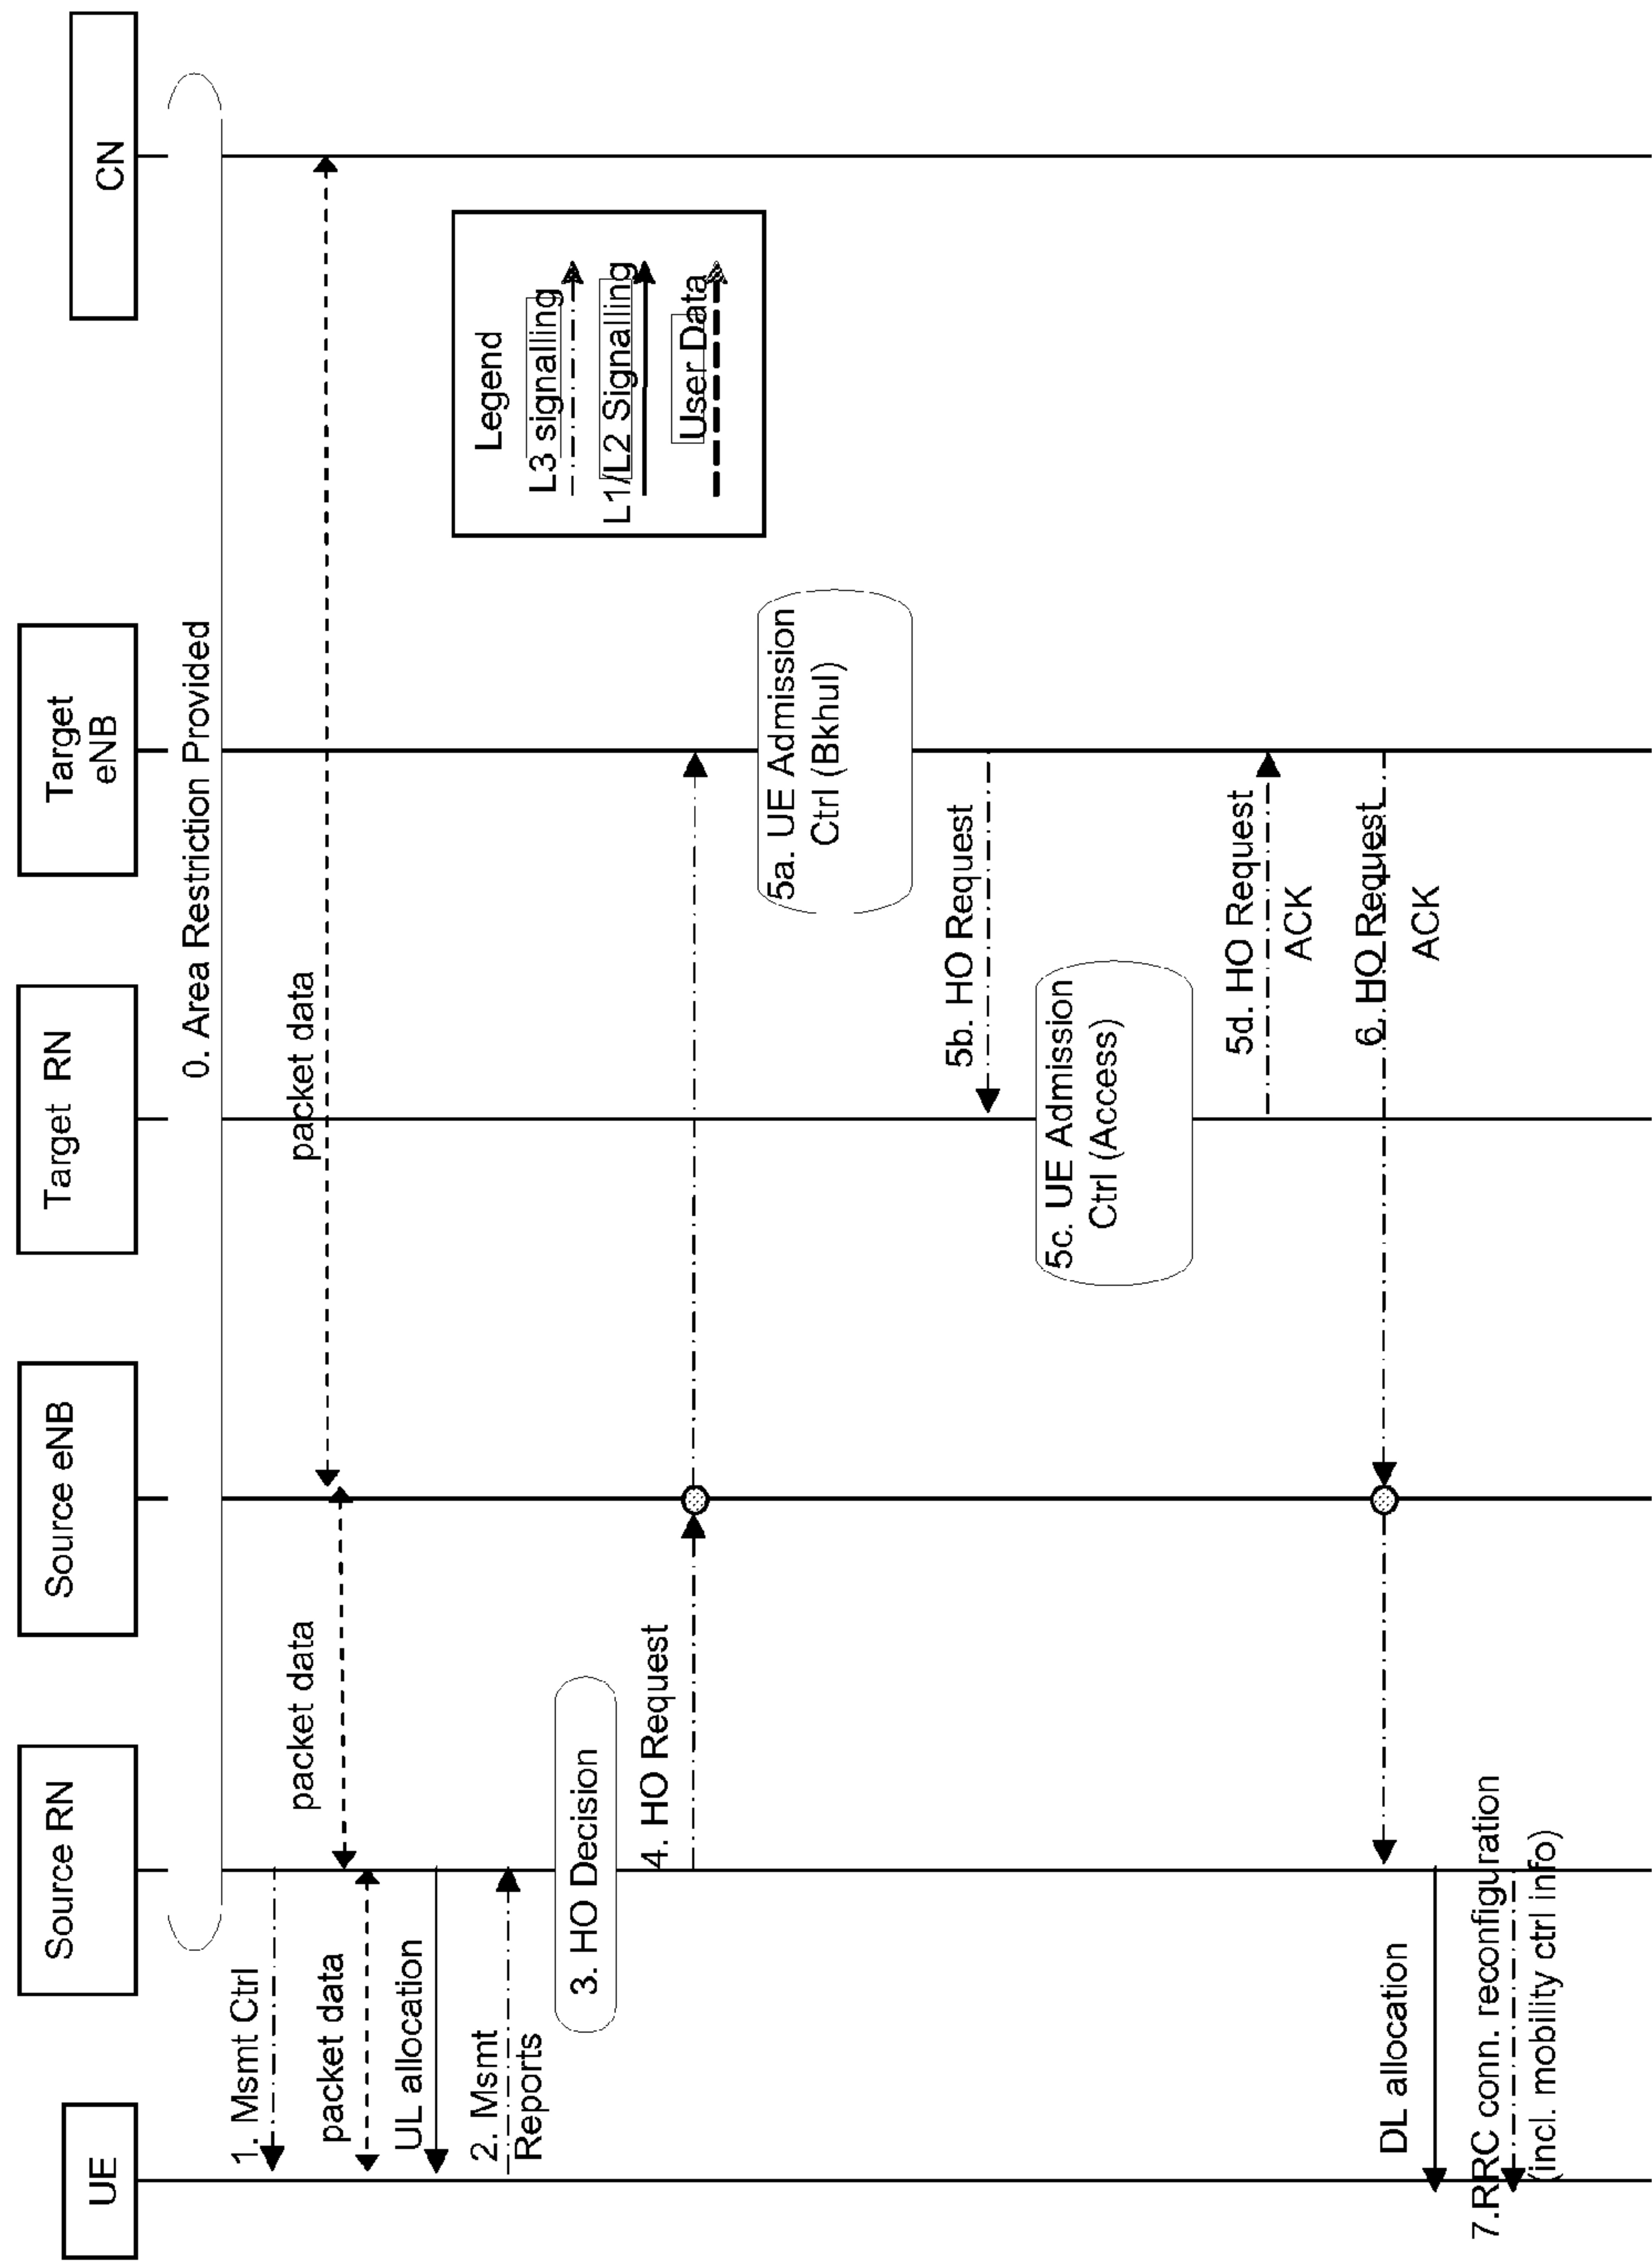 UE
Source RN
Source eNB
Target RN
Target
eNB
CN
0. Area Restriction Provided
1. Msmt Ctrl
packet data
packet data
packet data
UL allocation
2. Msmt
Reports
Legend
L3 signalling
L1/L2 Signalling
User Data
3. HO Decision
4. HO Request
5a. UE Admission
Ctrl (Bkhul)
5b. HO Request
5c. UE Admission
Ctrl (Access)
5d. HO Request
ACK
6. HO Request
ACK
DL allocation
7.RRC conn. reconfiguration
(incl. mobility ctrl info)